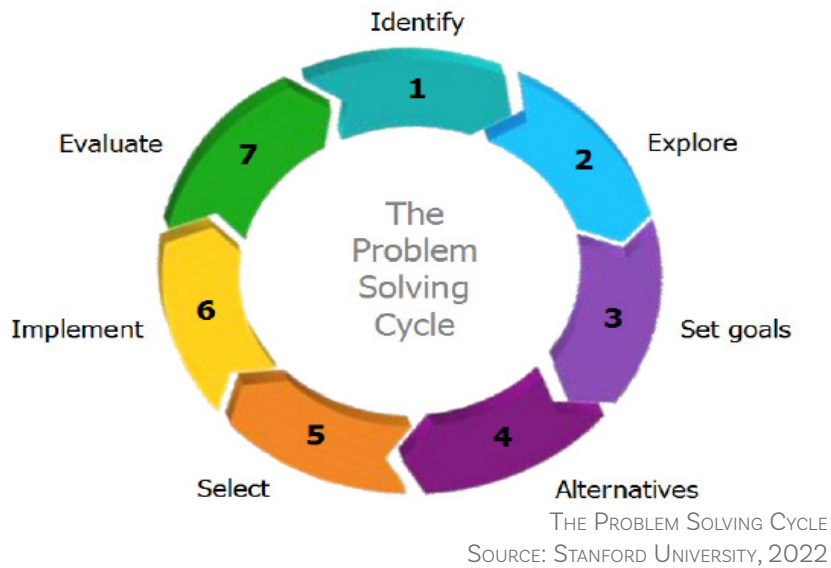 Identify
1
2
Explore
3
Set goals
4
Alternatives
5
Select
6
Implement
7
Evaluate
The
Problem
Solving
Cycle
The Problem Solving Cycle
Source: Stanford University, 2022